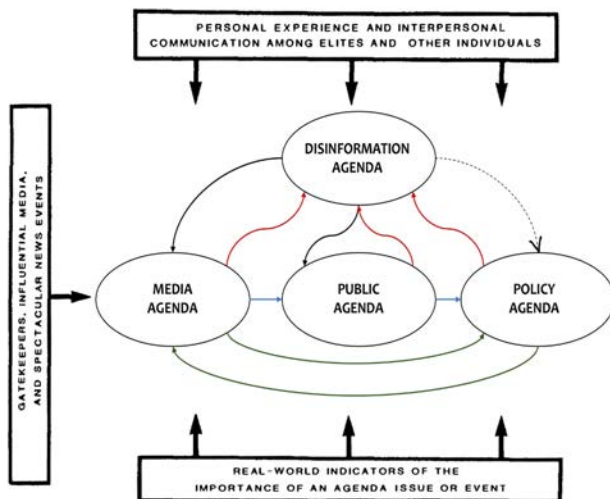 PERSONAL EXPERIENCE AND INTERPERSONAL
COMMUNICATION AMONG ELITES AND OTHER INDIVIDUALS
GATEKEEPERS, INFLUENTIAL MEDIA,
AND SPECTACULAR NEWS EVENTS
DISINFORMATION
AGENDA
MEDIA
AGENDA
PUBLIC
AGENDA
POLICY
AGENDA
REAL-WORLD INDICATORS OF THE
IMPORTANCE OF AN AGENDA ISSUE OR EVENT